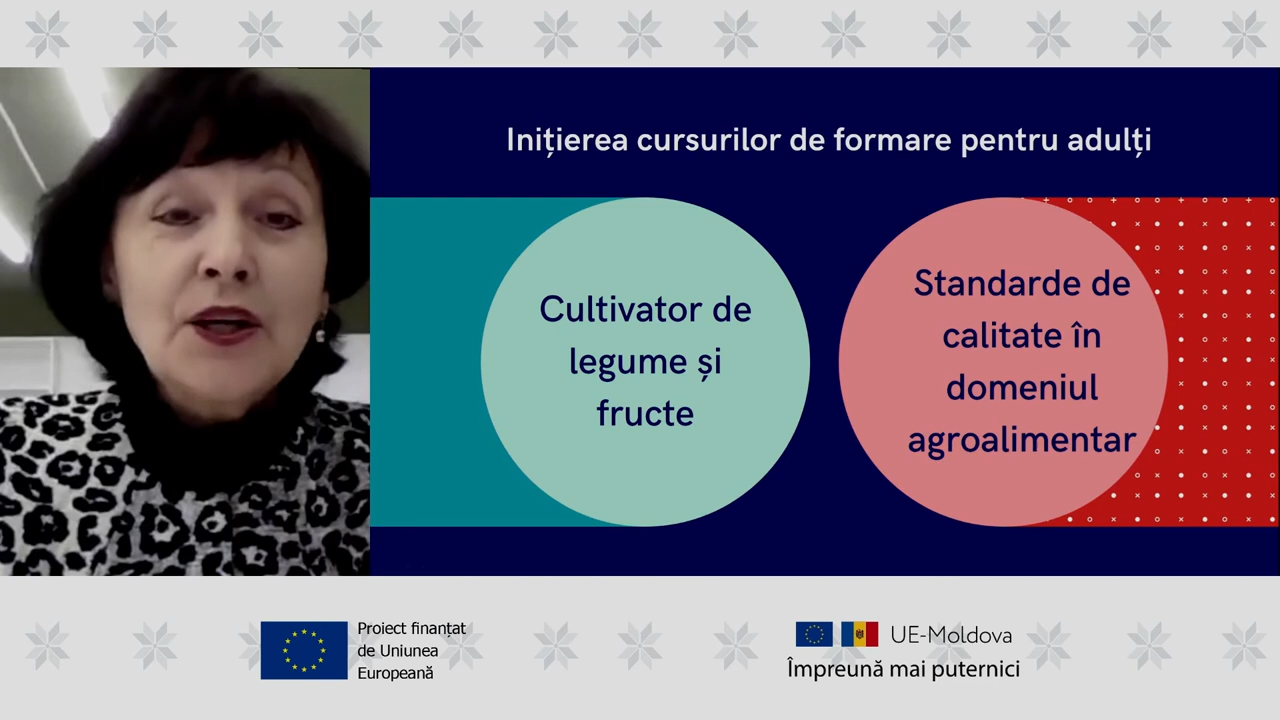 Inițierea cursurilor de formare pentru adulți
Cultivator de
legume și
fructe
Standarde de
calitate în
domeniul
agroalimentar
Proiect finanțat
de Uniunea
Europeană
UE-Moldova
Împreună mai puternici